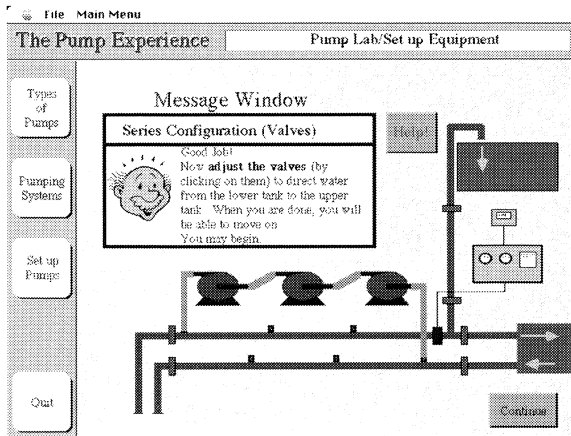 File Main Menu
The Pump Experience
Pump Lab/Set up Equipment
Types
of
Pumps
Pumping
Systems
Set up
Pumps
Quit
Message Window
Series Configuration (Valves)
Good Job!
Now adjust the valves (by
clicking on them) to direct water
from the lower tank to the upper
tank. When you are done, you will
be able to move on
You may begin.
Help!
Continue